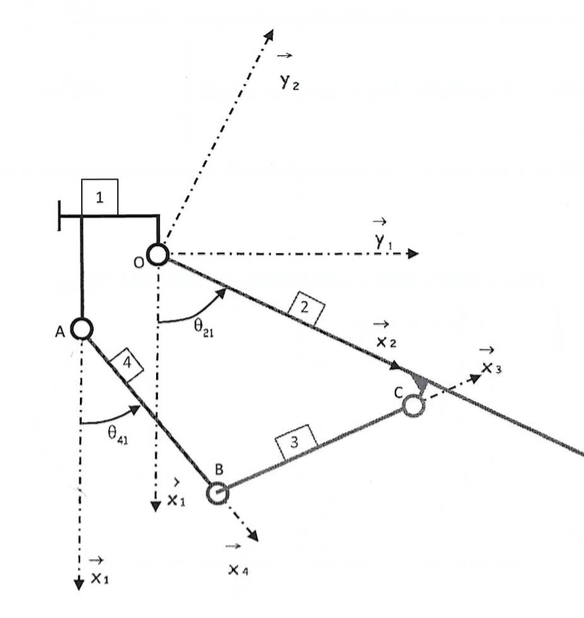 y₂
1
y₁
O
2
θ₂₁
x₂
A
x₃
4
C
θ₄₁
3
B
x₁
x₄
x₁